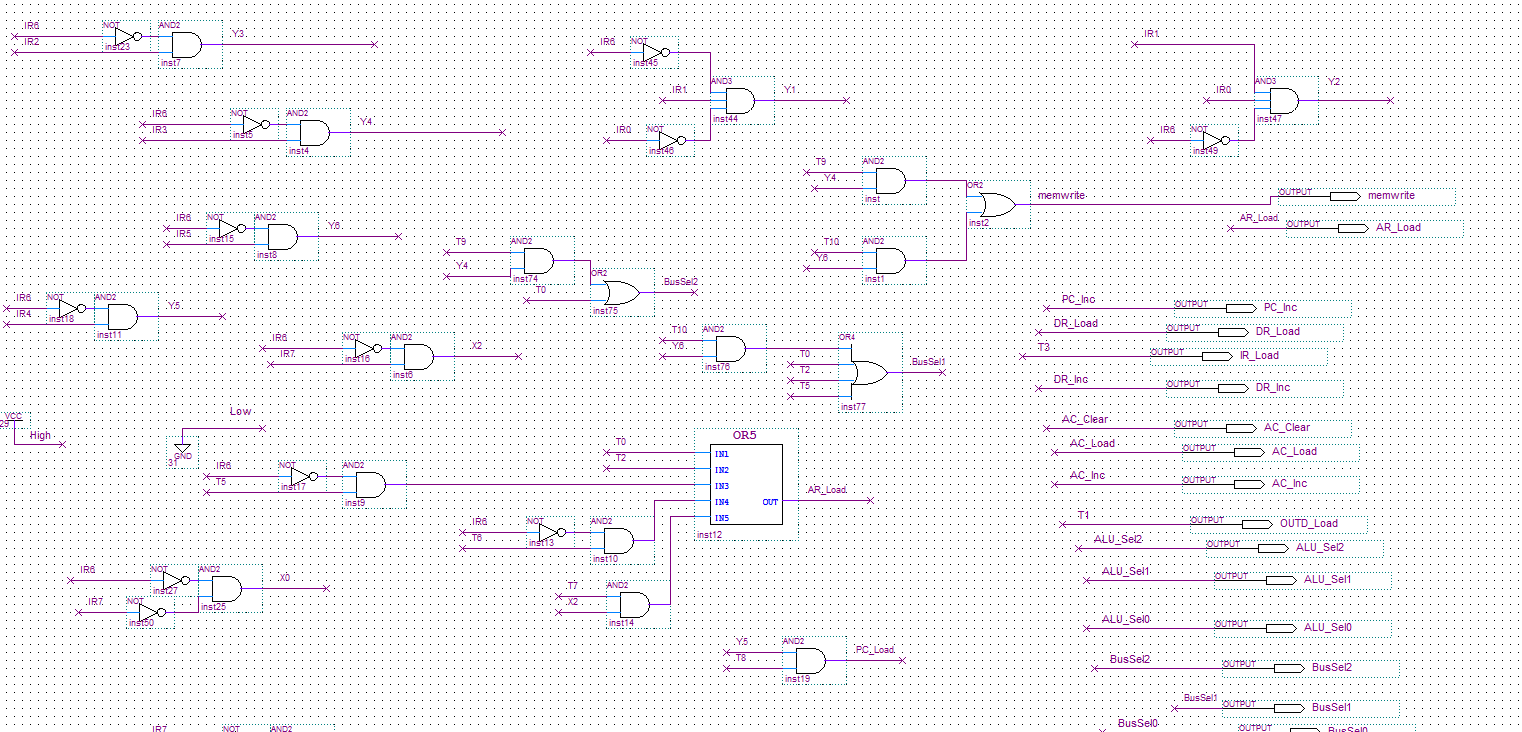 IR6
NOT
AND2
Y3
IR2
inst23
inst7
IR6
NOT
inst45
AND3
IR1
Y1
inst44
IR0
NOT
inst46
IR1
AND3
Y2
IR0
inst47
IR6
NOT
inst49
IR6
NOT
AND2
Y4
IR3
inst5
inst4
T9
AND2
Y4
inst
OR2
memwrite
inst2
OUTPUT
memwrite
AR_Load
OUTPUT
AR_Load
IR6
NOT
AND2
Y6
IR5
inst15
inst8
T9
AND2
Y4
inst74
OR2
BusSel2
T0
inst75
T10
AND2
Y6
inst1
IR6
NOT
AND2
Y5
IR4
inst18
inst11
PC_Inc
OUTPUT
PC_Inc
DR_Load
OUTPUT
DR_Load
T3
OUTPUT
IR_Load
DR_Inc
OUTPUT
DR_Inc
IR6
NOT
AND2
X2
IR7
inst16
inst6
T10
AND2
Y6
inst76
OR4
T0
BusSel1
T2
T5
inst77
VCC
29
High
Low
GND
31
AC_Clear
OUTPUT
AC_Clear
AC_Load
OUTPUT
AC_Load
AC_Inc
OUTPUT
AC_Inc
OR5
T0
IN1
T2
IN2
IN3
IN4
IN5
OUT
AR_Load
inst12
IR6
NOT
AND2
T5
inst17
inst9
IR6
NOT
AND2
T6
inst13
inst10
T1
OUTPUT
OUTD_Load
ALU_Sel2
OUTPUT
ALU_Sel2
ALU_Sel1
OUTPUT
ALU_Sel1
ALU_Sel0
OUTPUT
ALU_Sel0
IR6
NOT
AND2
X0
inst27
IR7
NOT
inst25
inst50
T7
AND2
X2
inst14
Y5
AND2
PC_Load
T8
inst19
BusSel2
OUTPUT
BusSel2
BusSel1
OUTPUT
BusSel1
BusSel0
OUTPUT
BusSel0
IR7
NOT
AND2